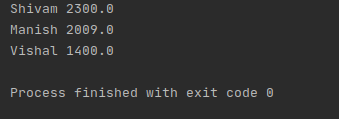 Shivam 2300.0
Manish 2009.0
Vishal 1400.0
Process finished with exit code 0